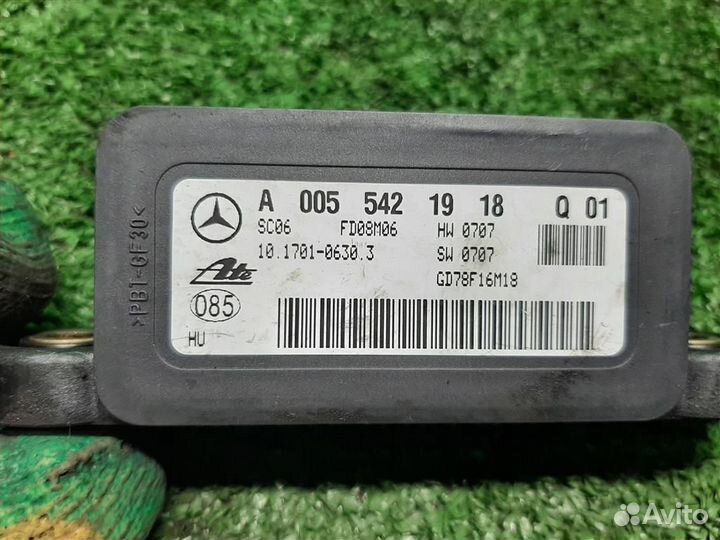 A 005 542 19 18 Q 01
SC06 FD08M06 HW 0707
10.1701-0630.3 SW 0707
GD78F16M18
Ate
085
HU
>PBT-GF30<
Avito